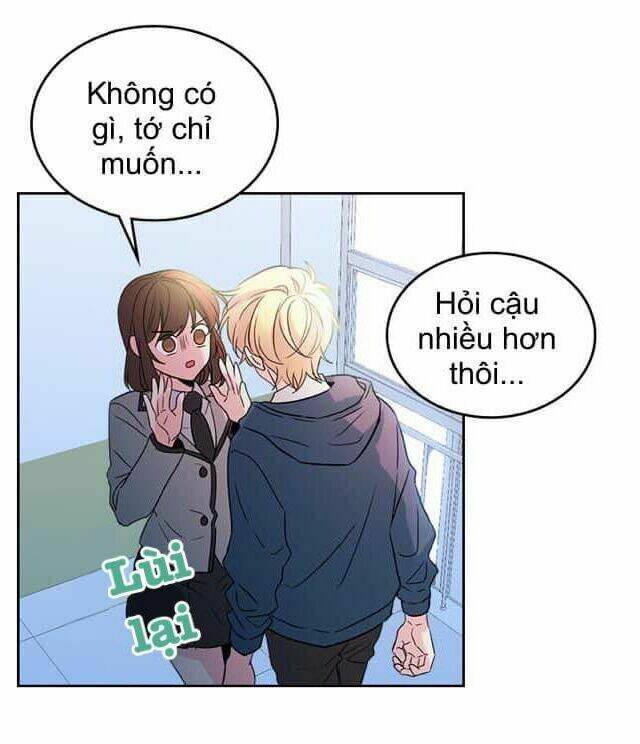 Không có
gì, tớ chỉ
muốn...
Hỏi cậu
nhiều hơn
thôi...
Lùi
lại